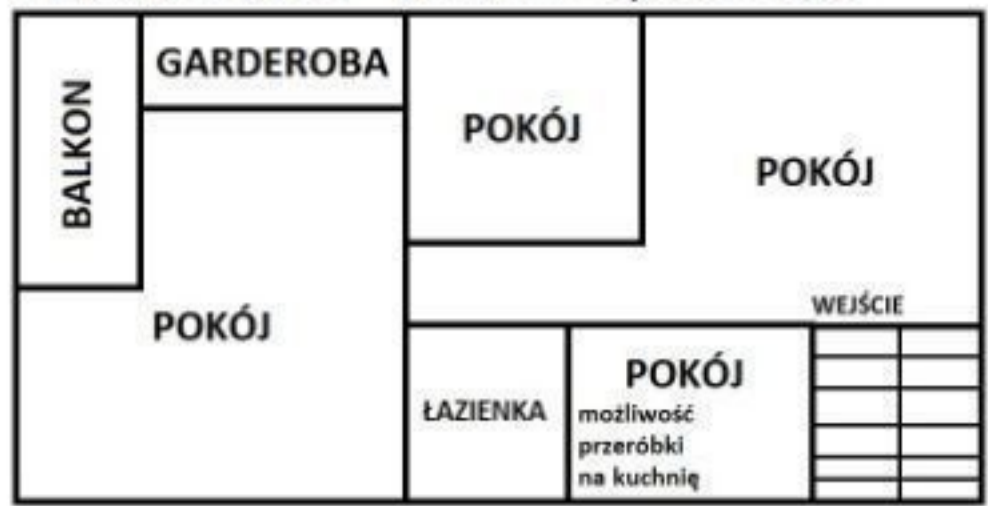 GARDEROBA
BALKON
POKÓJ
POKÓJ
POKÓJ
WEJŚCIE
ŁAZIENKA
POKÓJ
możliwość
przeróbki
na kuchnię